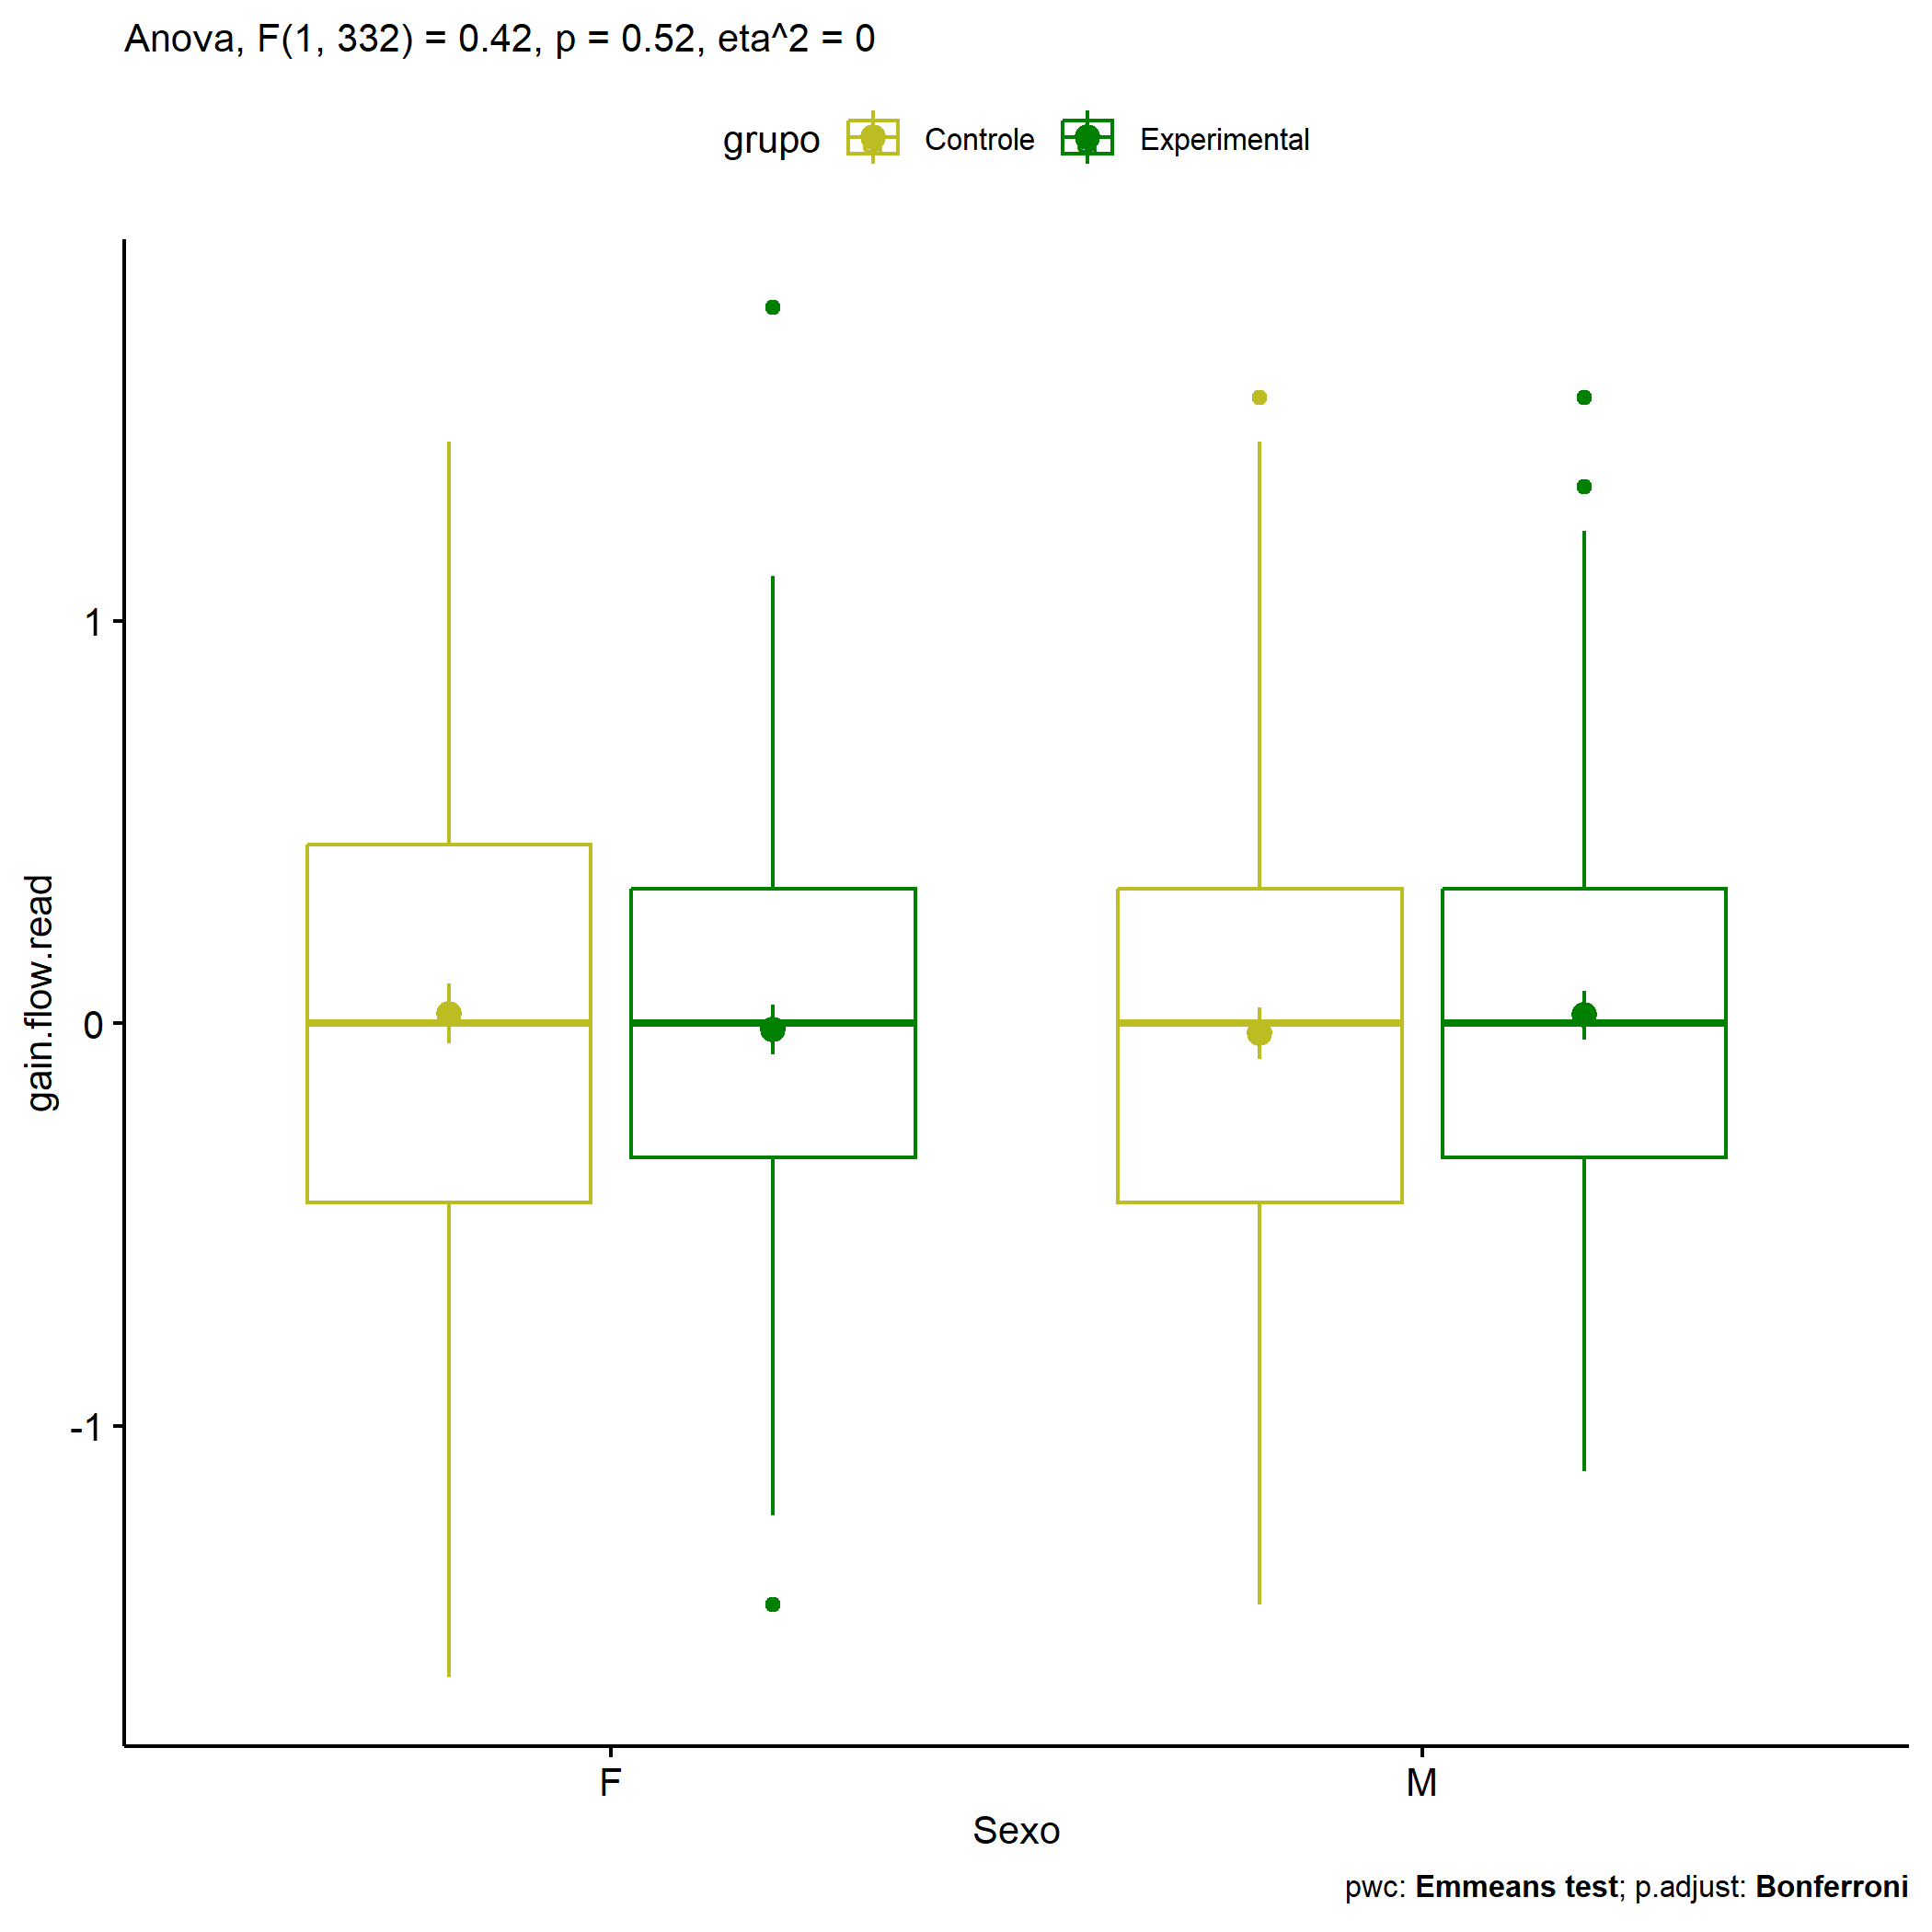 Anova, F(1, 332) = 0.42, p = 0.52, eta^2 = 0
grupo Controle Experimental
gain.flow.read
1
0
-1
F M
Sexo
pwc: Emmeans test; p.adjust: Bonferroni